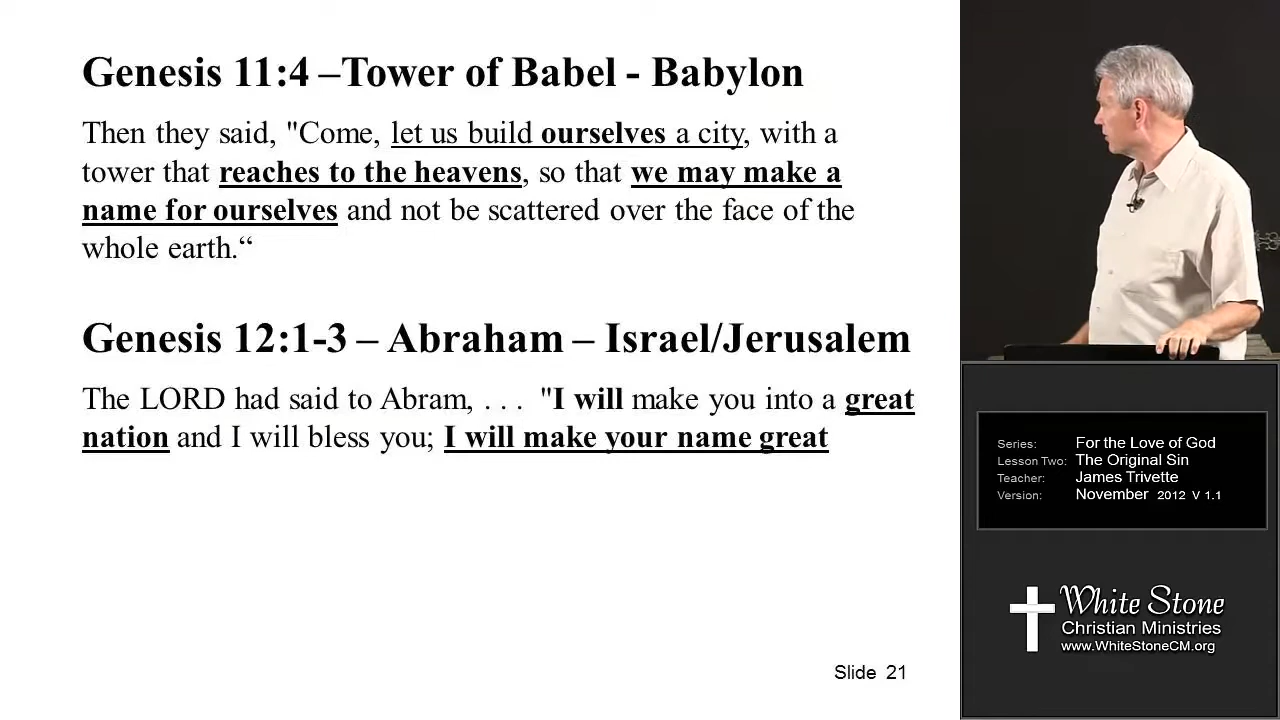 Genesis 11:4 –Tower of Babel - Babylon
Then they said, "Come, let us build ourselves a city, with a
tower that reaches to the heavens, so that we may make a
name for ourselves and not be scattered over the face of the
whole earth.“
Genesis 12:1-3 – Abraham – Israel/Jerusalem
The LORD had said to Abram, . . .  "I will make you into a great
nation and I will bless you; I will make your name great
Slide 21
Series: For the Love of God
Lesson Two: The Original Sin
Teacher: James Trivette
Version: November 2012 V 1.1
White Stone
Christian Ministries
www.WhiteStoneCM.org